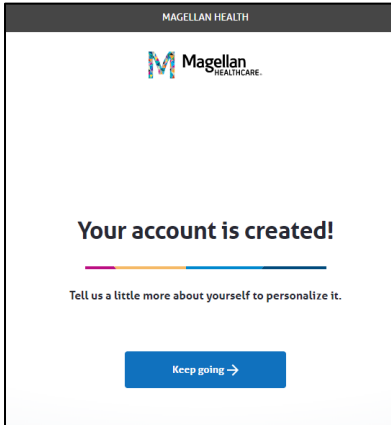 MAGELLAN HEALTH
Magellan
HEALTHCARE.
Your account is created!
Tell us a little more about yourself to personalize it.
Keep going →